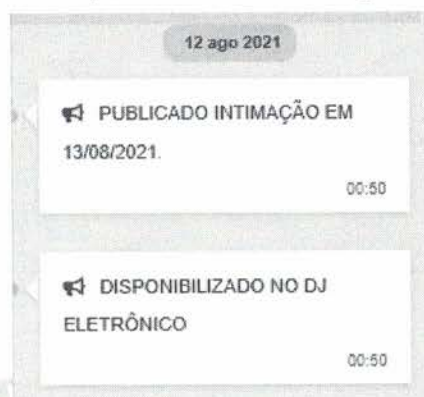 12 ago 2021
PUBLICADO INTIMAÇÃO EM
13/08/2021.
00:50
DISPONIBILIZADO NO DJ
ELETRÔNICO
00:50